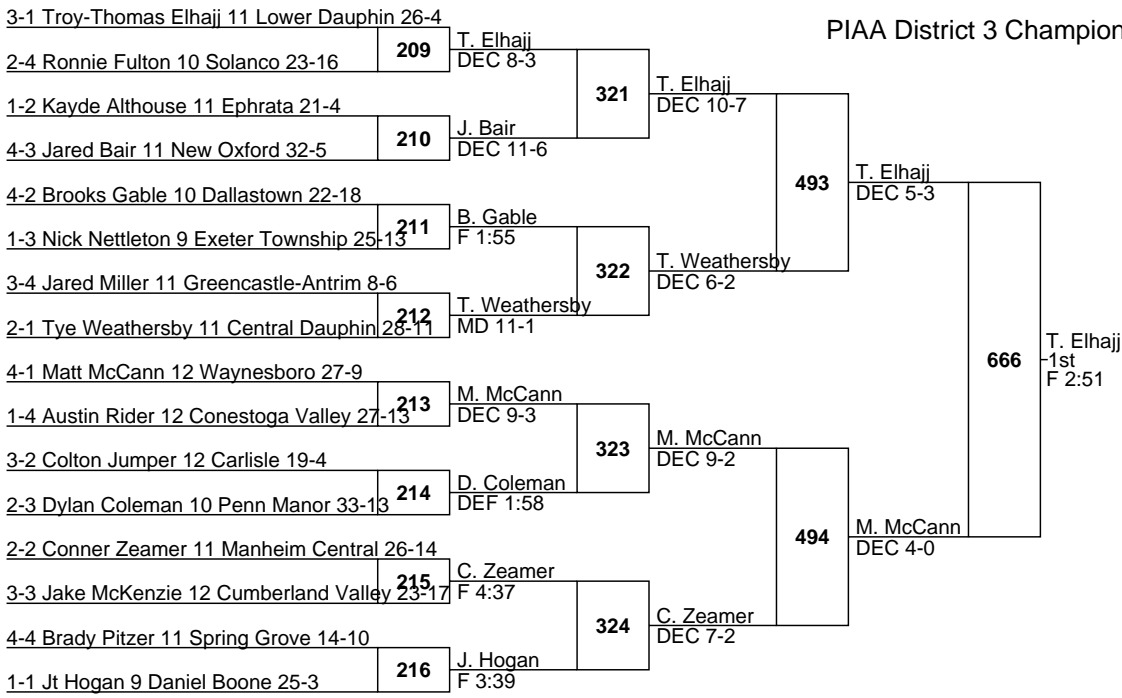 PIAA District 3 Champion
3-1 Troy-Thomas Elhajj 11 Lower Dauphin 26-4
209
2-4 Ronnie Fulton 10 Solanco 23-16
T. Elhajj
DEC 8-3
1-2 Kayde Althouse 11 Ephrata 21-4
210
4-3 Jared Bair 11 New Oxford 32-5
J. Bair
DEC 11-6
321
T. Elhajj
DEC 10-7
4-2 Brooks Gable 10 Dallastown 22-18
211
1-3 Nick Nettleton 9 Exeter Township 25-13
B. Gable
F 1:55
3-4 Jared Miller 11 Greencastle-Antrim 8-6
212
2-1 Tye Weathersby 11 Central Dauphin 28-11
T. Weathersby
MD 11-1
322
T. Weathersby
DEC 6-2
493
T. Elhajj
DEC 5-3
4-1 Matt McCann 12 Waynesboro 27-9
213
1-4 Austin Rider 12 Conestoga Valley 27-13
M. McCann
DEC 9-3
3-2 Colton Jumper 12 Carlisle 19-4
214
2-3 Dylan Coleman 10 Penn Manor 33-13
D. Coleman
DEF 1:58
323
M. McCann
DEC 9-2
2-2 Conner Zeamer 11 Manheim Central 26-14
215
3-3 Jake McKenzie 12 Cumberland Valley 23-17
C. Zeamer
F 4:37
4-4 Brady Pitzer 11 Spring Grove 14-10
216
1-1 Jt Hogan 9 Daniel Boone 25-3
J. Hogan
F 3:39
324
C. Zeamer
DEC 7-2
494
M. McCann
DEC 4-0
666
T. Elhajj
1st
F 2:51